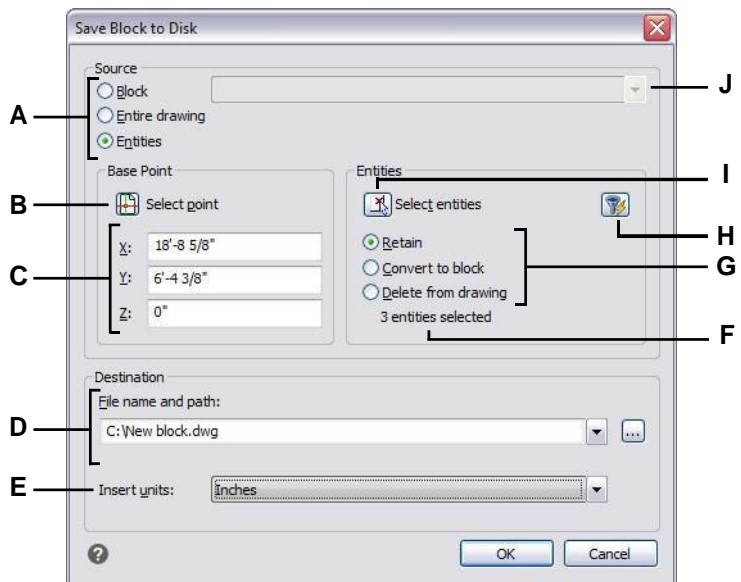 Save Block to Disk
Source
A
Block
J
Entire drawing
Entities
Base Point
Entities
I
B
Select point
Select entities
H
C
X: 18'-8 5/8"
Y: 6'-4 3/8"
Z: 0"
Retain
Convert to block
Delete from drawing
G
3 entities selected
F
Destination
File name and path:
D
C:\New block.dwg
...
E
Insert units: Inches
?
OK
Cancel